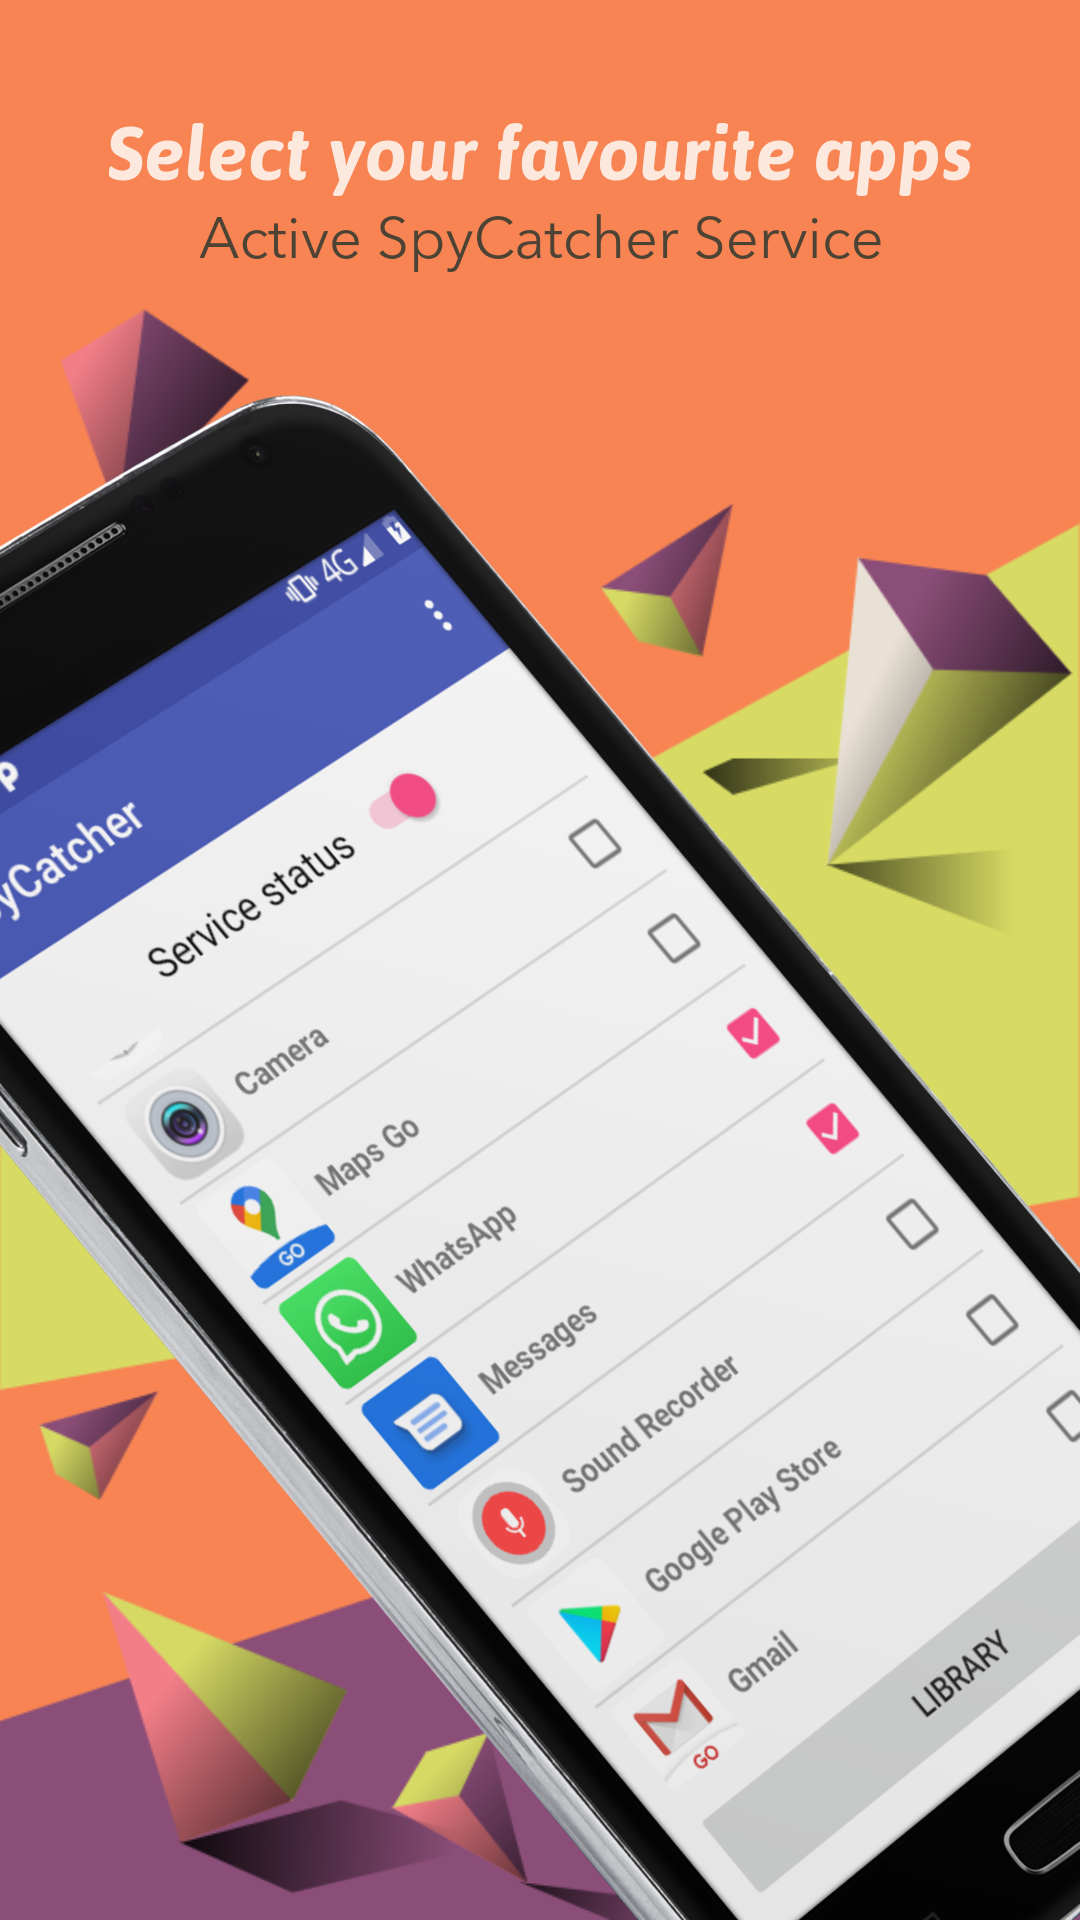 Select your favourite apps
Active SpyCatcher Service
4G
yCatcher
Service status
Camera
Maps Go
GO
WhatsApp
Messages
Sound Recorder
Google Play Store
Gmail
GO
LIBRARY